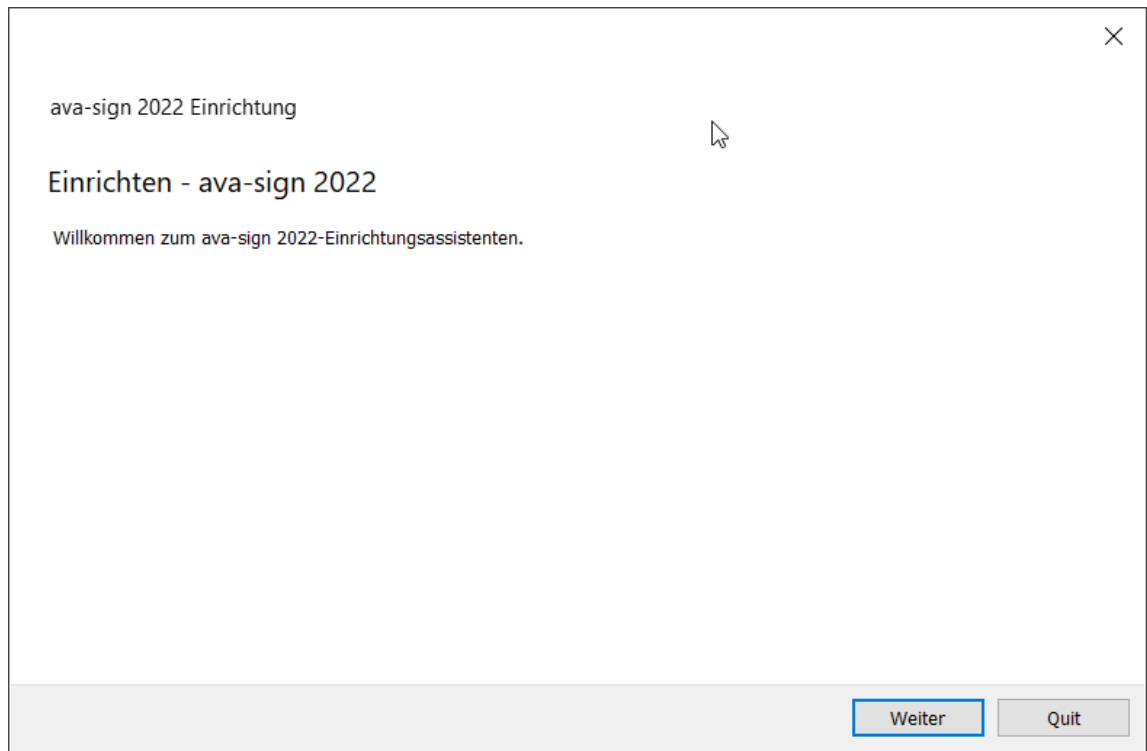 ava-sign 2022 Einrichtung
Einrichten - ava-sign 2022
Willkommen zum ava-sign 2022-Einrichtungsassistenten.
Weiter
Quit